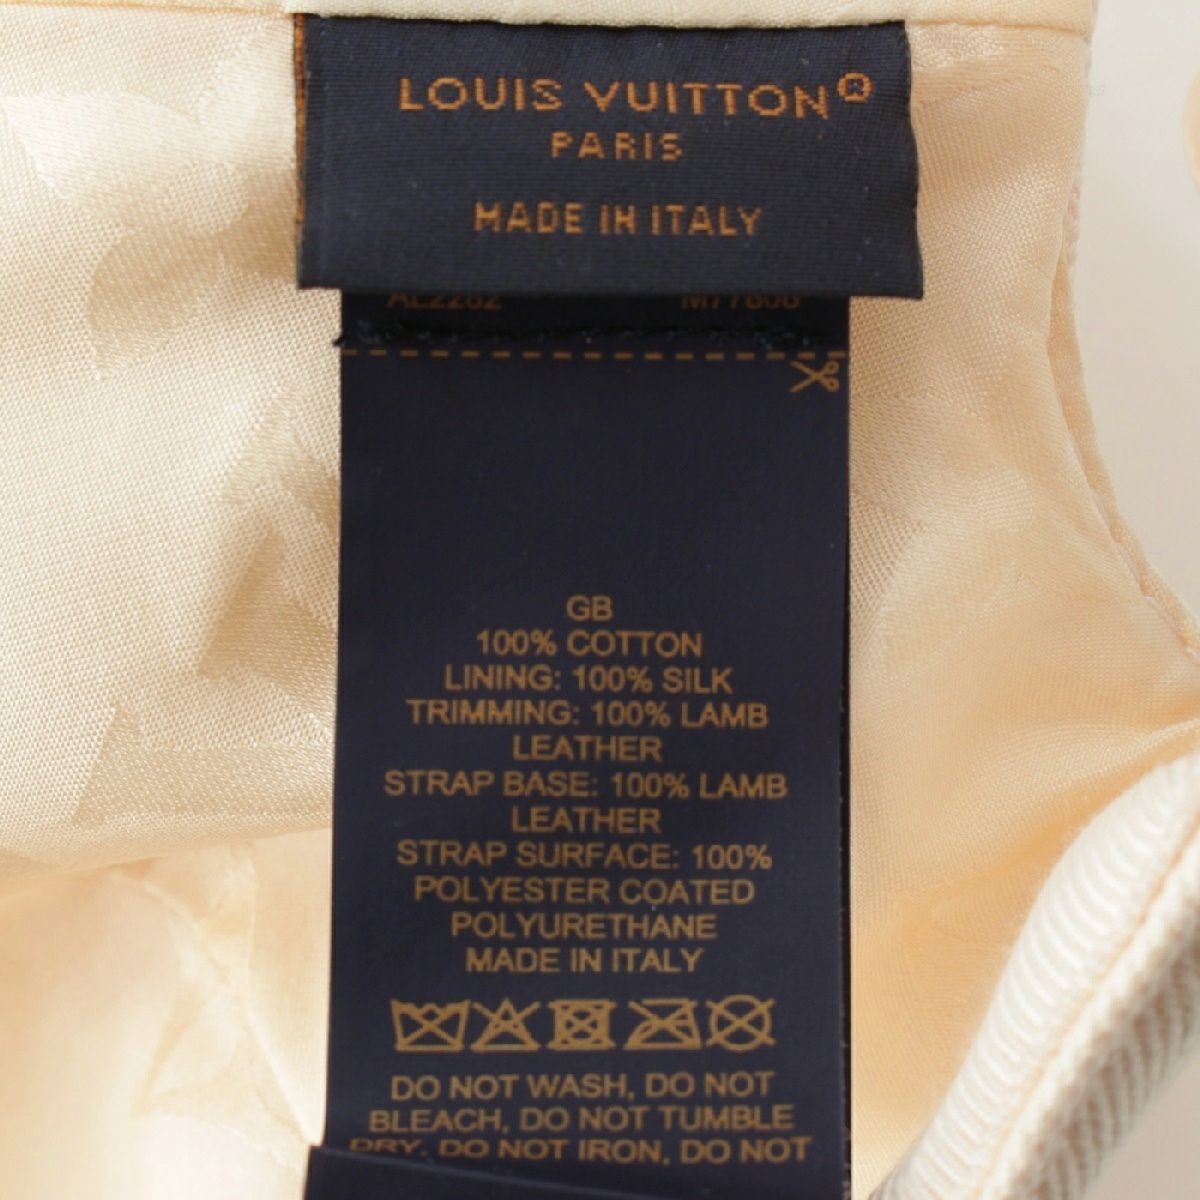 LOUIS VUITTON®
PARIS
MADE IN ITALY
GB
100% COTTON
LINING: 100% SILK
TRIMMING: 100% LAMB
LEATHER
STRAP BASE: 100% LAMB
LEATHER
STRAP SURFACE: 100%
POLYESTER COATED
POLYURETHANE
MADE IN ITALY
DO NOT WASH, DO NOT
BLEACH, DO NOT TUMBLE
DRY, DO NOT IRON, DO NOT